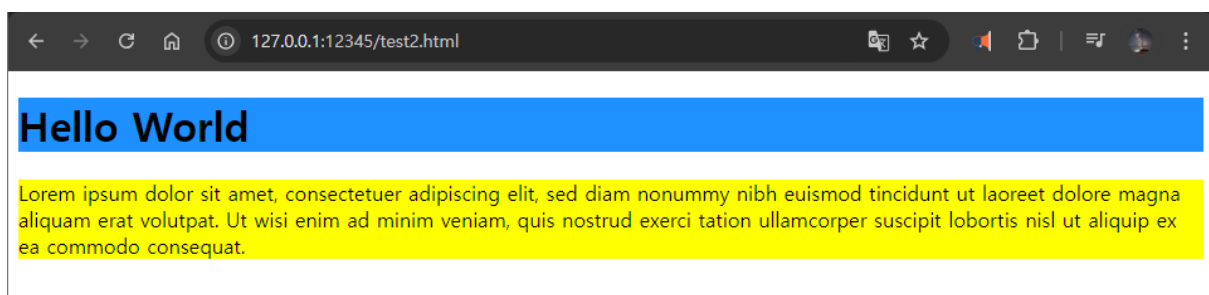 127.0.0.1:12345/test2.html
Hello World
Lorem ipsum dolor sit amet, consectetuer adipiscing elit, sed diam nonummy nibh euismod tincidunt ut laoreet dolore magna
aliquam erat volutpat. Ut wisi enim ad minim veniam, quis nostrud exerci tation ullamcorper suscipit lobortis nisl ut aliquip ex
ea commodo consequat.